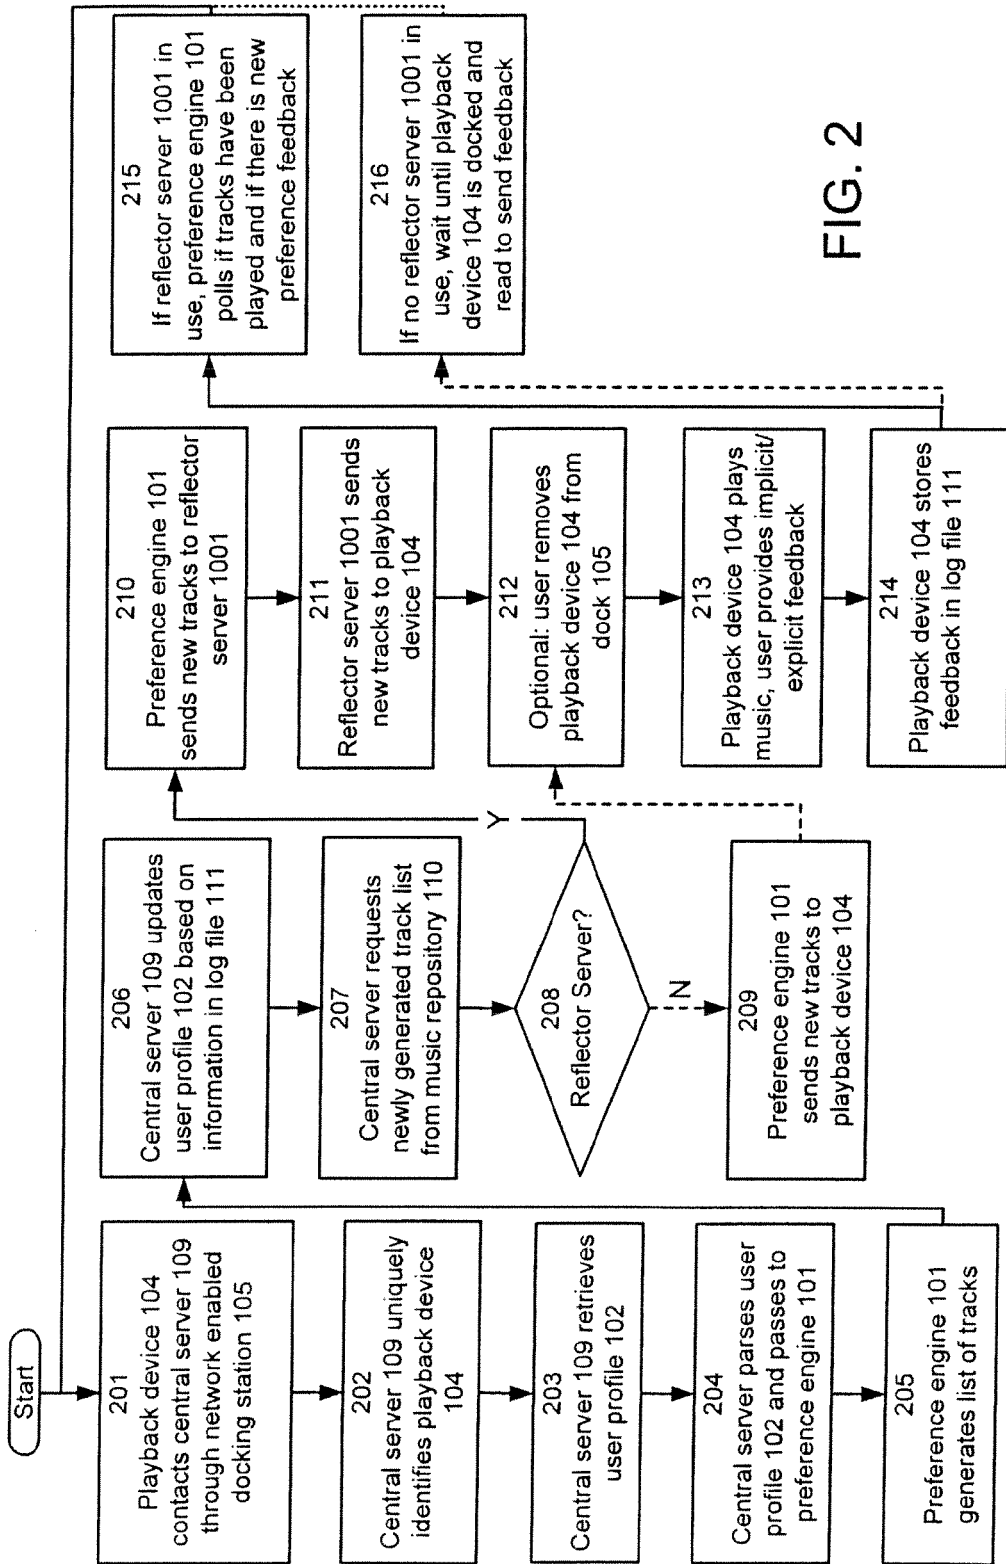 Start
201
Playback device 104
contacts central server 109
through network enabled
docking station 105
202
Central server 109 uniquely
identifies playback device
104
203
Central server 109 retrieves
user profile 102
204
Central server parses user
profile 102 and passes to
preference engine 101
205
Preference engine 101
generates list of tracks
206
Central server 109 updates
user profile 102 based on
information in log file 111
207
Central server requests
newly generated track list
from music repository 110
208
Reflector Server?
Y
N
209
Preference engine 101
sends new tracks to
playback device 104
210
Preference engine 101
sends new tracks to reflector
server 1001
211
Reflector server 1001 sends
new tracks to playback
device 104
212
Optional: user removes
playback device 104 from
dock 105
213
Playback device 104 plays
music, user provides implicit/
explicit feedback
214
Playback device 104 stores
feedback in log file 111
215
If reflector server 1001 in
use, preference engine 101
polls if tracks have been
played and if there is new
preference feedback
216
If no reflector server 1001 in
use, wait until playback
device 104 is docked and
read to send feedback
FIG. 2